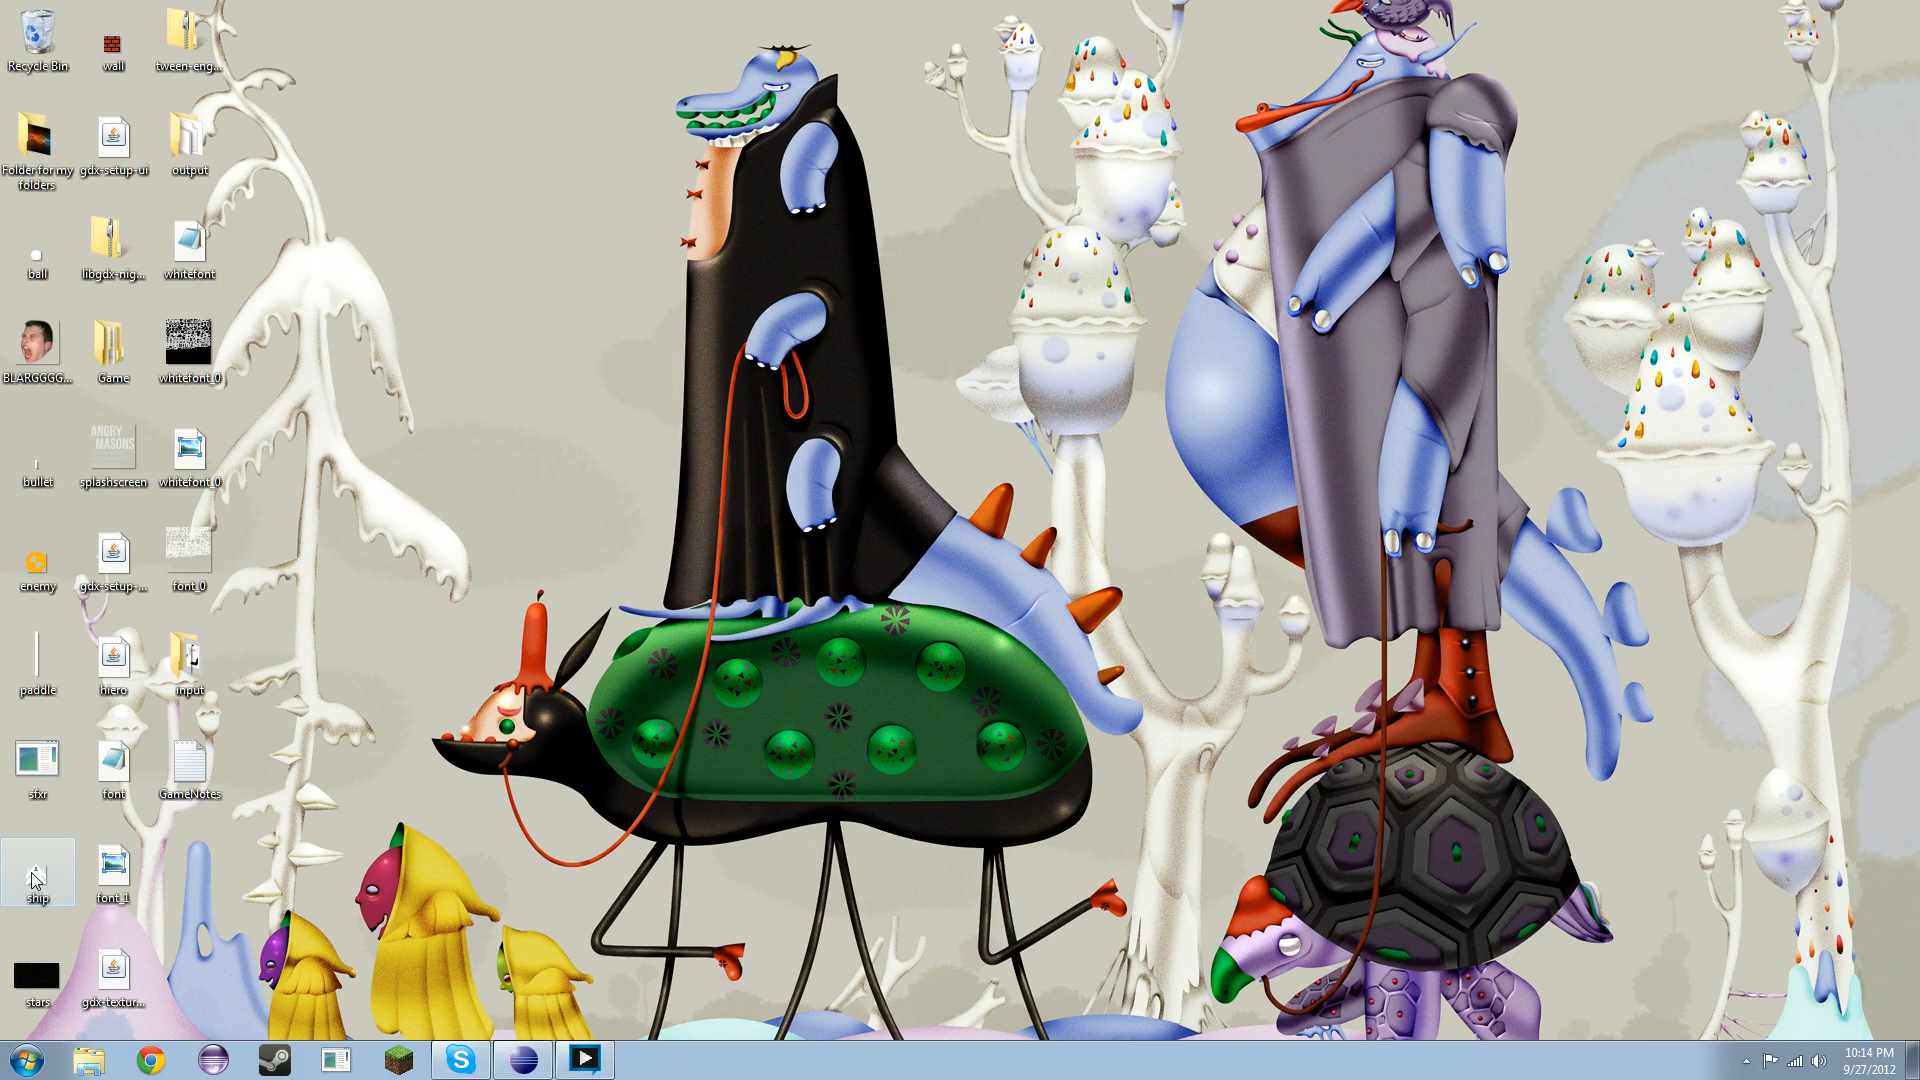 Recycle Bin
wall
tween-eng...
Folder for my
folders
gdx-setup-ui
output
ball
libgdx-nig...
whitefont
BLARGGGG...
Game
whitefont_0
ANGRY
MASONS
bullet
splashscreen
whitefont_0
enemy
gdx-setup-...
font_0
paddle
hiero
input
sfxr
font
GameNotes
ship
font_1
stars
gdx-textur...
10:14 PM
9/27/2012